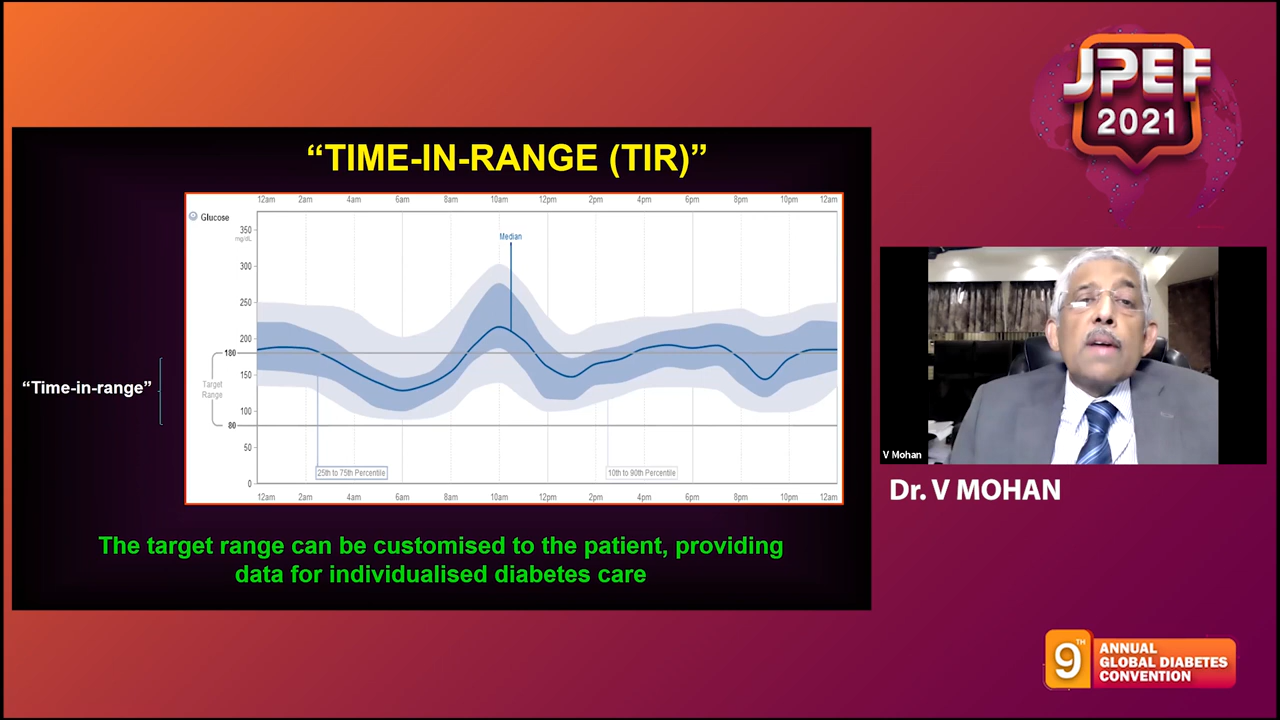 JPEF
2021
“TIME-IN-RANGE (TIR)”
12am 2am 4am 6am 8am 10am 12pm 2pm 4pm 6pm 8pm 10pm 12am
Glucose
mg/dL
350
300
250
200
180
150
100
80
50
0
Median
Target
Range
“Time-in-range”
25th to 75th Percentile
10th to 90th Percentile
12am 2am 4am 6am 8am 10am 12pm 2pm 4pm 6pm 8pm 10pm 12am
The target range can be customised to the patient, providing
data for individualised diabetes care
V Mohan
Dr. V MOHAN
9TH
ANNUAL
GLOBAL DIABETES
CONVENTION